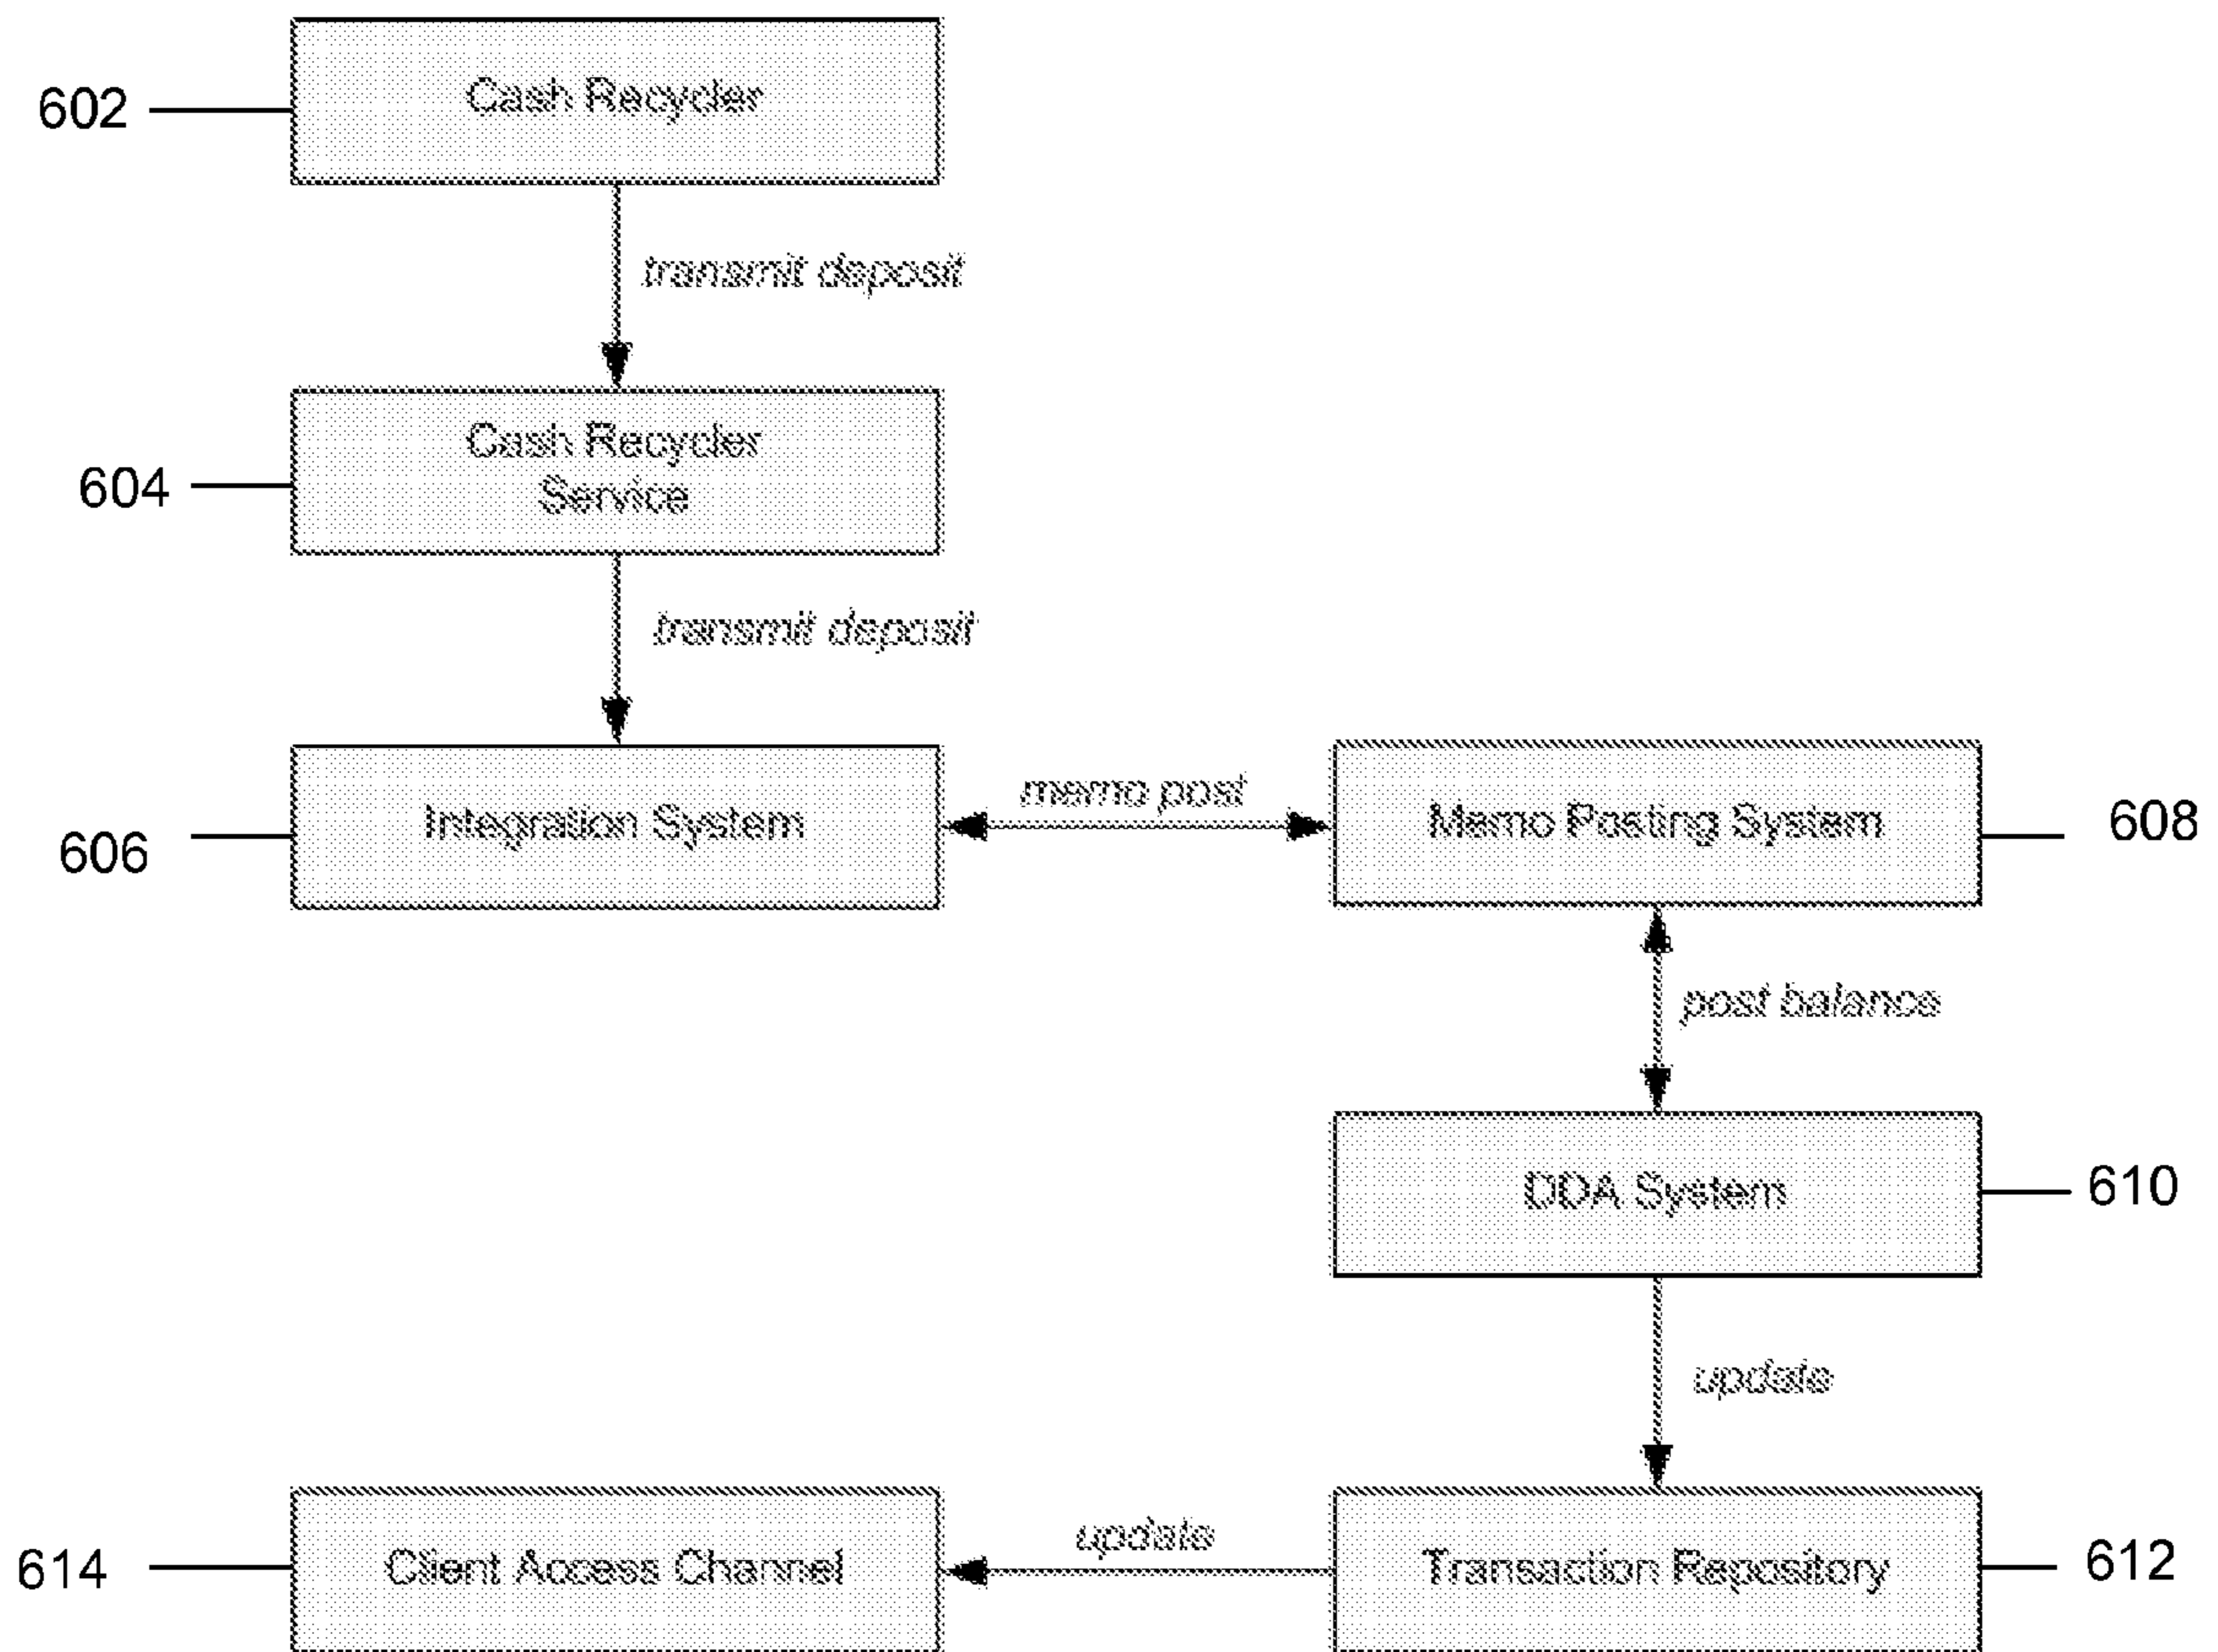 602
Cash Recycler
transmit deposit
604
Cash Recycler
Service
transmit deposit
606
Integration System
memo post
Memo Posting System
608
post balance
DDA System
610
update
614
Client Access Channel
update
Transaction Repository
612